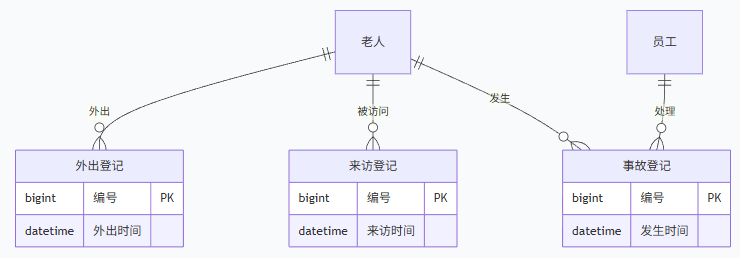 老人
员工
外出
被访问
发生
处理
外出登记
bigint 编号 PK
datetime 外出时间
来访登记
bigint 编号 PK
datetime 来访时间
事故登记
bigint 编号 PK
datetime 发生时间